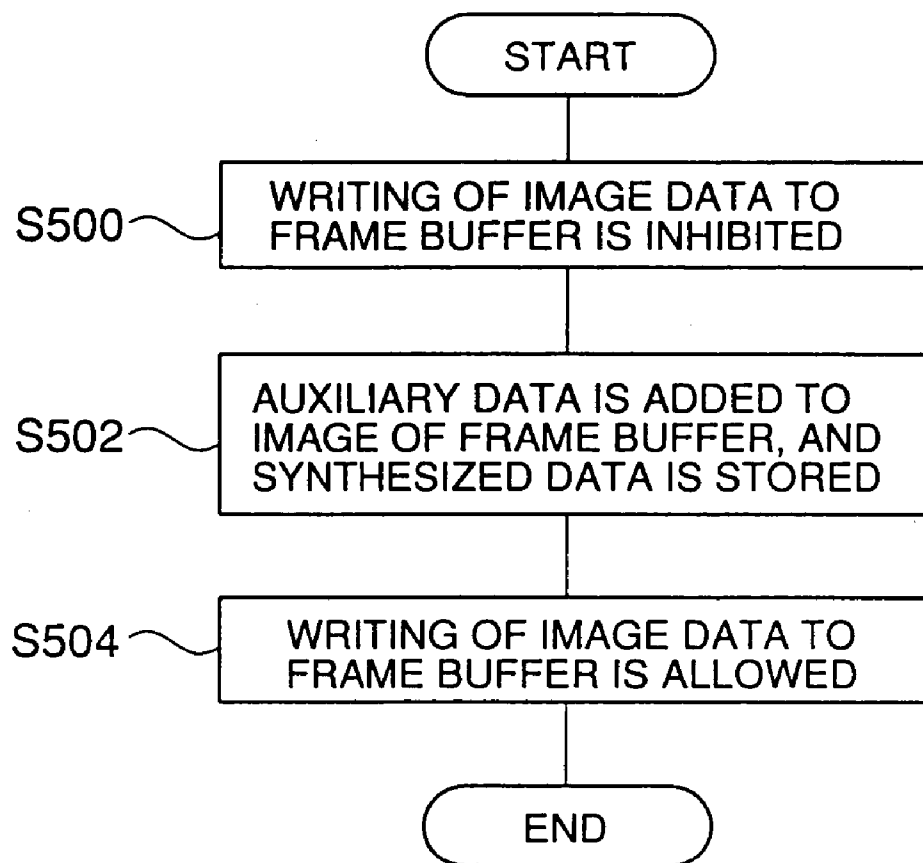 START
S500
WRITING OF IMAGE DATA TO
FRAME BUFFER IS INHIBITED
S502
AUXILIARY DATA IS ADDED TO
IMAGE OF FRAME BUFFER, AND
SYNTHESIZED DATA IS STORED
S504
WRITING OF IMAGE DATA TO
FRAME BUFFER IS ALLOWED
END